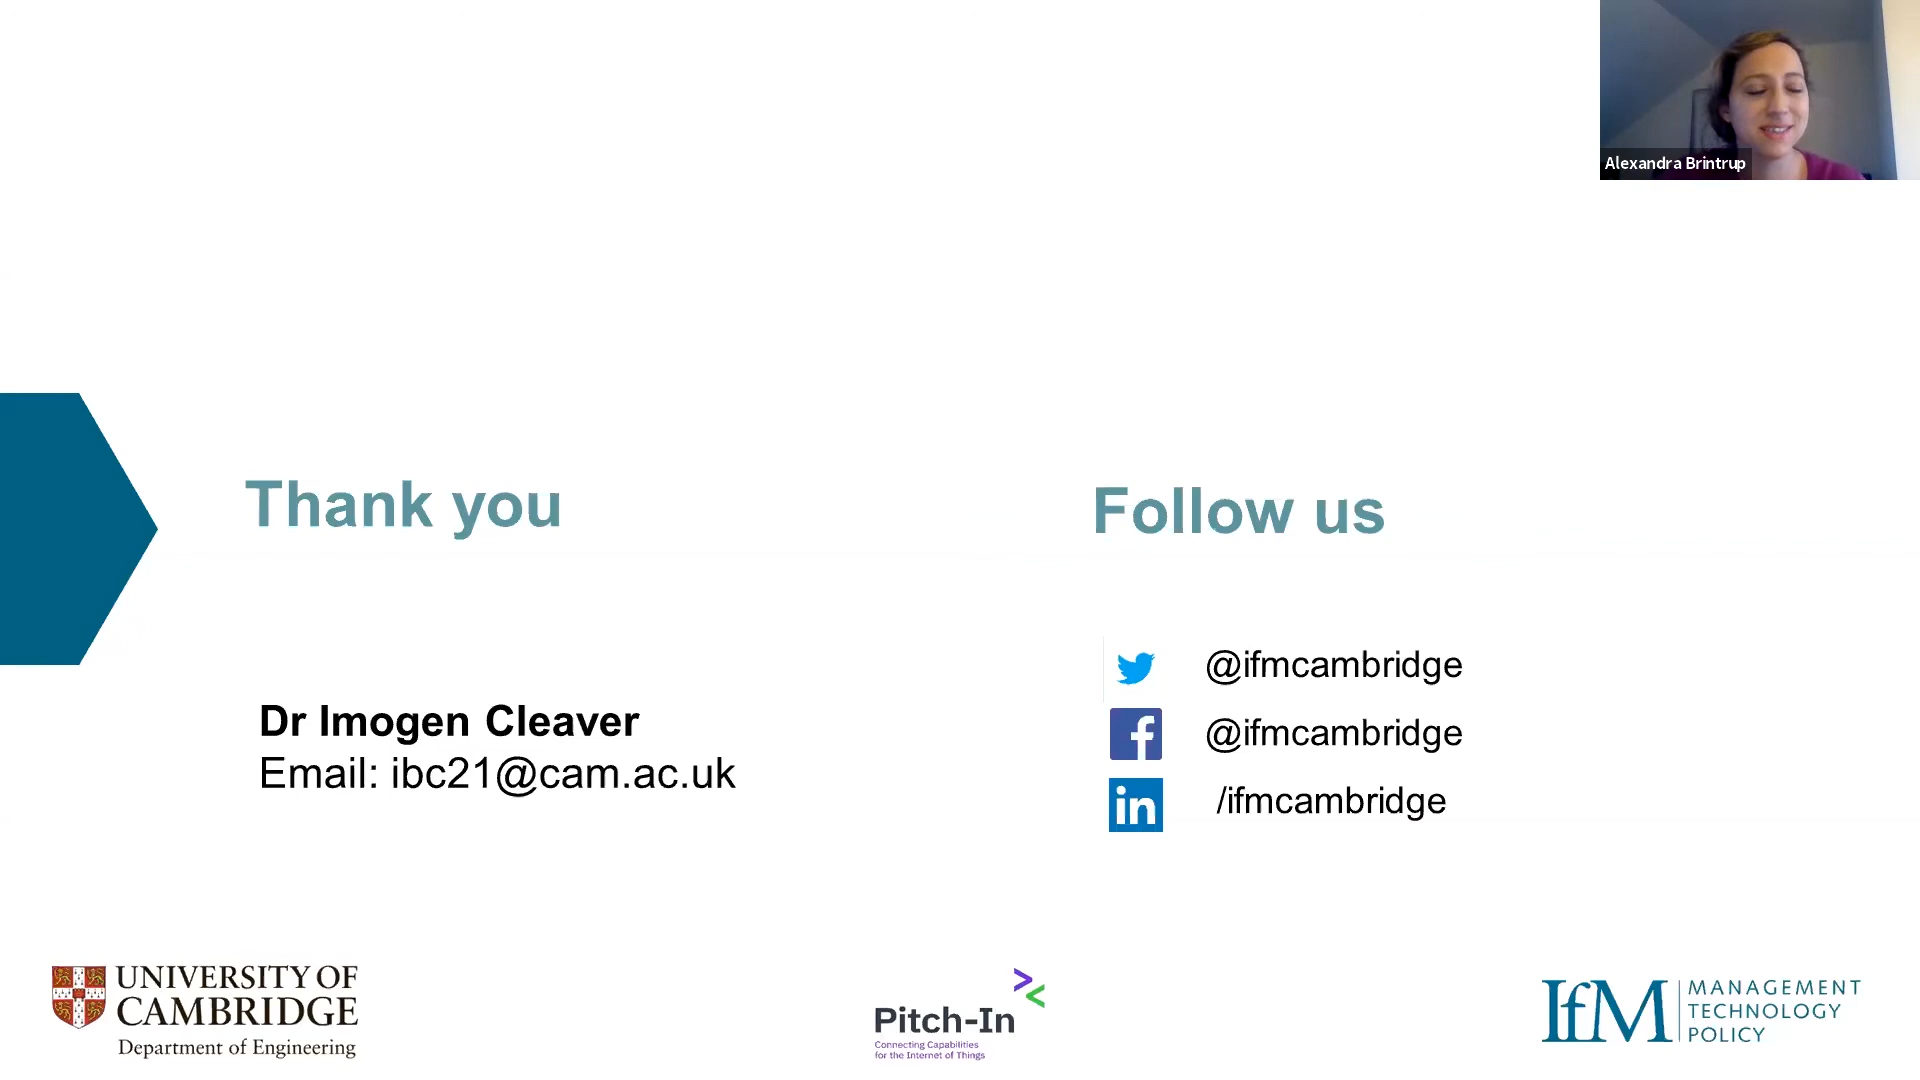 Alexandra Brintrup
Thank you
Follow us
Dr Imogen Cleaver
Email: ibc21@cam.ac.uk
@ifmcambridge
@ifmcambridge
/ifmcambridge
UNIVERSITY OF
CAMBRIDGE
Department of Engineering
Pitch-In
Connecting Capabilities
for the Internet of Things
IfM
MANAGEMENT
TECHNOLOGY
POLICY